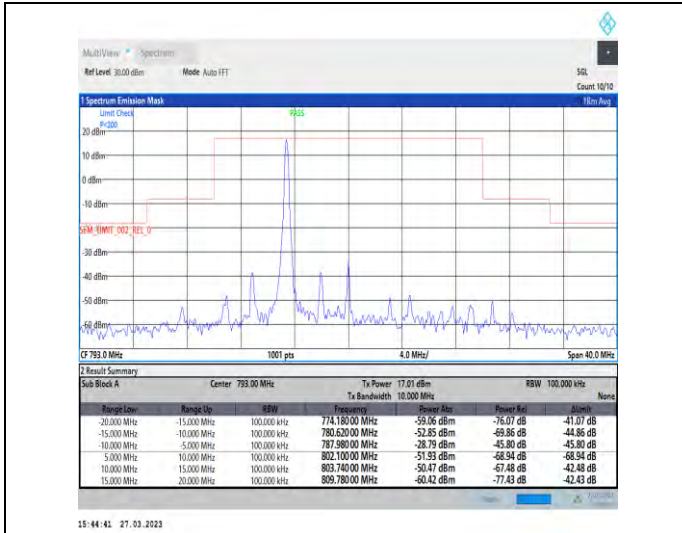 MultiView Spectrum
Ref Level 30.00 dBm Mode Auto FFT SGL
Count 10/10
1 Spectrum Emission Mask 1Rm Avg
Limit Check PASS
P<200
20 dBm
10 dBm
0 dBm
-10 dBm
SEM_LIMIT_002_REL_0
-30 dBm
-40 dBm
-50 dBm
-60 dBm
CF 793.0 MHz 1001 pts 4.0 MHz/ Span 40.0 MHz
2 Result Summary
Sub Block A Center 793.00 MHz Tx Power 17.01 dBm RBW 100.000 kHz
Tx Bandwidth 10.000 MHz None
Range Low Range Up RBW Frequency Power Abs Power Rel ΔLimit
-20.000 MHz -15.000 MHz 100.000 kHz 774.18000 MHz -59.06 dBm -76.07 dB -41.07 dB
-15.000 MHz -10.000 MHz 100.000 kHz 780.62000 MHz -52.85 dBm -69.86 dB -44.86 dB
-10.000 MHz -5.000 MHz 100.000 kHz 787.98000 MHz -28.79 dBm -45.80 dB -45.80 dB
5.000 MHz 10.000 MHz 100.000 kHz 802.10000 MHz -51.93 dBm -68.94 dB -68.94 dB
10.000 MHz 15.000 MHz 100.000 kHz 803.74000 MHz -50.47 dBm -67.48 dB -42.48 dB
15.000 MHz 20.000 MHz 100.000 kHz 809.78000 MHz -60.42 dBm -77.43 dB -42.43 dB
15:44:41 27.03.2023